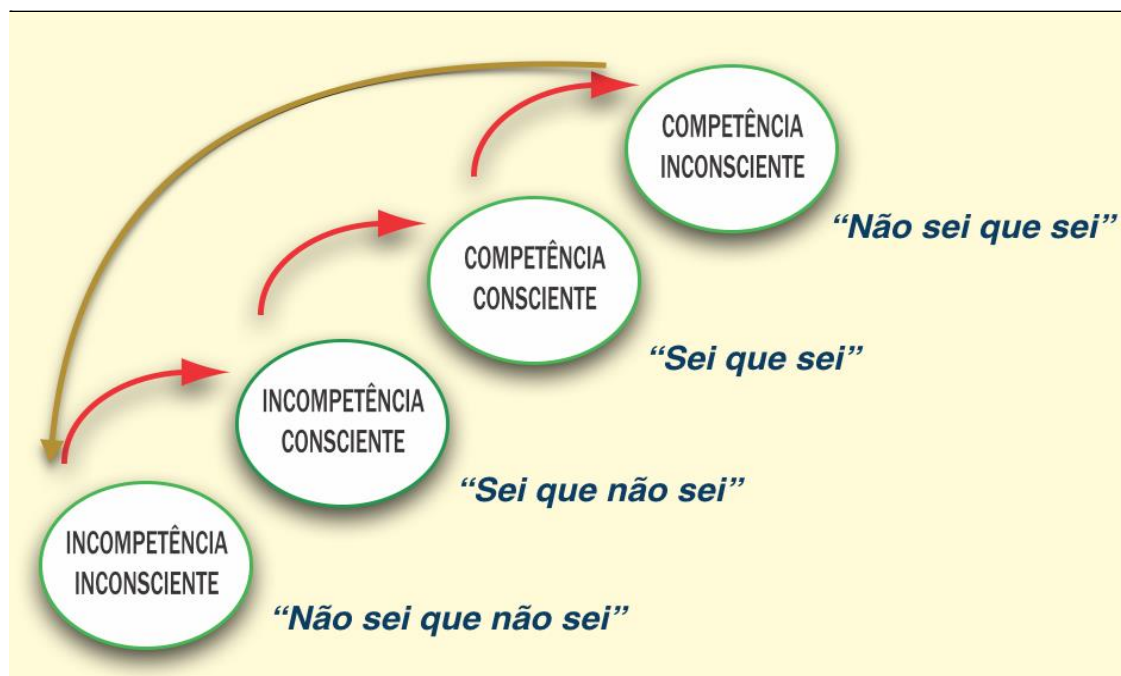 COMPETÊNCIA
INCONSCIENTE
“Não sei que sei”
COMPETÊNCIA
CONSCIENTE
“Sei que sei”
INCOMPETÊNCIA
CONSCIENTE
“Sei que não sei”
INCOMPETÊNCIA
INCONSCIENTE
“Não sei que não sei”